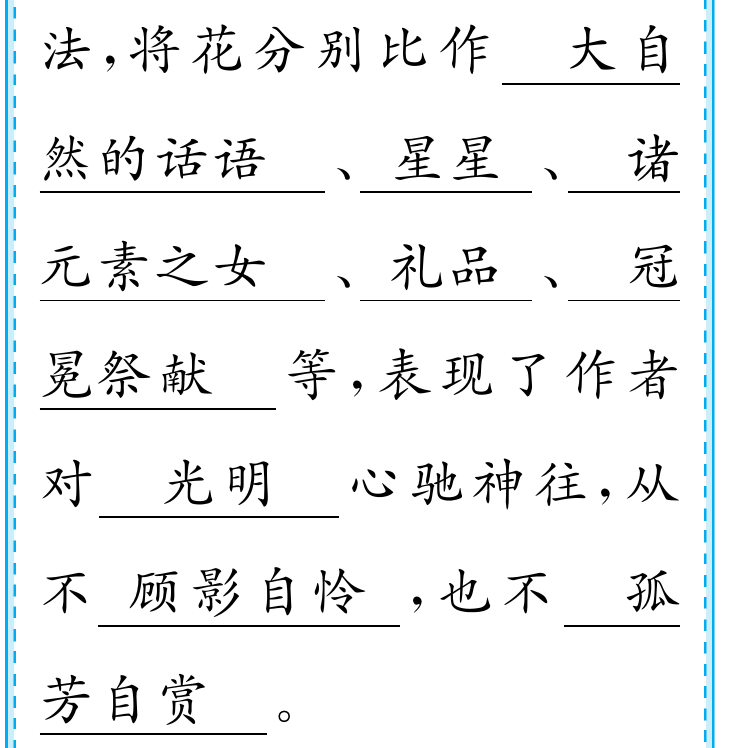 法,将花分别比作 大自
然的话语 、 星星 、 诸
元素之女 、 礼品 、 冠
冕祭献 等,表现了作者
对 光明 心驰神往,从
不 顾影自怜 ,也不 孤
芳自赏 。